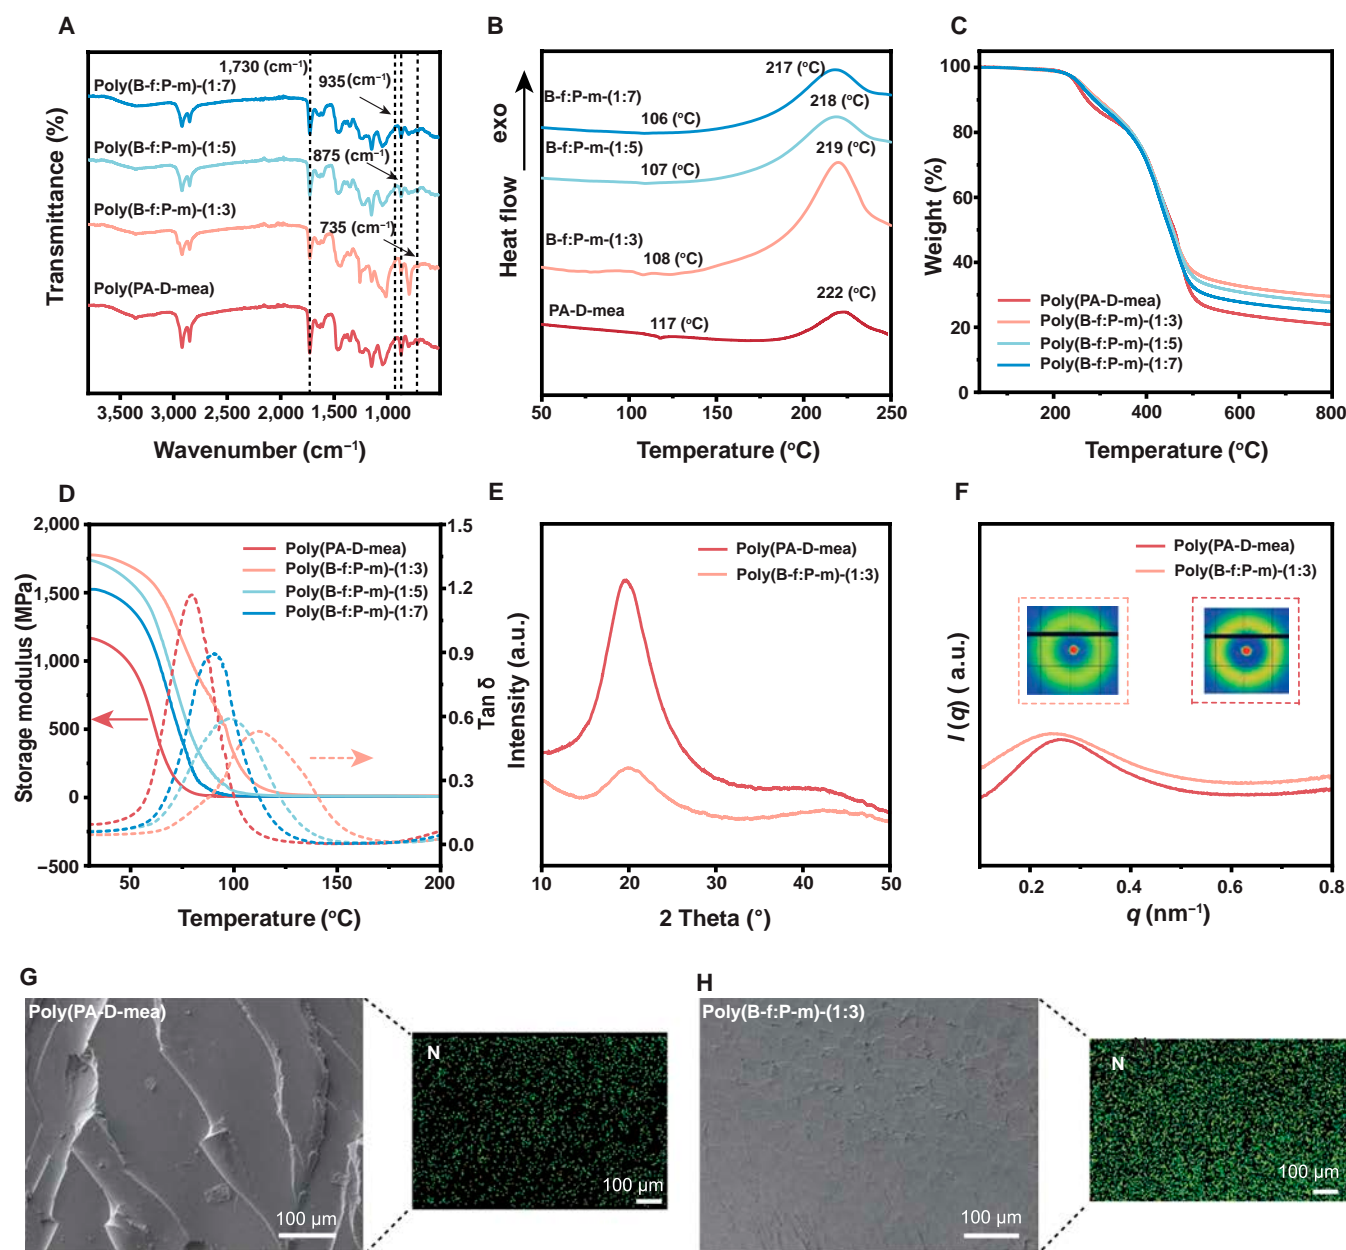 A
1,730 (cm⁻¹)
Poly(B-f:P-m)-(1:7)
935(cm⁻¹)
Poly(B-f:P-m)-(1:5)
875 (cm⁻¹)
Poly(B-f:P-m)-(1:3)
735 (cm⁻¹)
Poly(PA-D-mea)
Transmittance (%)
3,500 3,000 2,500 2,000 1,500 1,000
Wavenumber (cm⁻¹)
B
217 (°C)
B-f:P-m-(1:7)
106 (°C)
218 (°C)
B-f:P-m-(1:5)
107 (°C)
219 (°C)
B-f:P-m-(1:3)
108 (°C)
222 (°C)
PA-D-mea
117 (°C)
Heat flow exo
50 100 150 200 250
Temperature (°C)
C
100
80
60
40
20
0
Weight (%)
Poly(PA-D-mea)
Poly(B-f:P-m)-(1:3)
Poly(B-f:P-m)-(1:5)
Poly(B-f:P-m)-(1:7)
200 400 600 800
Temperature (°C)
D
2,000
1,500
1,000
500
0
−500
Storage modulus (MPa)
Poly(PA-D-mea)
Poly(B-f:P-m)-(1:3)
Poly(B-f:P-m)-(1:5)
Poly(B-f:P-m)-(1:7)
1.5
1.2
0.9
0.6
0.3
0.0
Tan δ
50 100 150 200
Temperature (°C)
E
Poly(PA-D-mea)
Poly(B-f:P-m)-(1:3)
Intensity (a.u.)
10 20 30 40 50
2 Theta (°)
F
Poly(PA-D-mea)
Poly(B-f:P-m)-(1:3)
I (q) ( a.u.)
0.2 0.4 0.6 0.8
q (nm⁻¹)
G
Poly(PA-D-mea)
100 µm
N
100 µm
H
Poly(B-f:P-m)-(1:3)
100 µm
N
100 µm